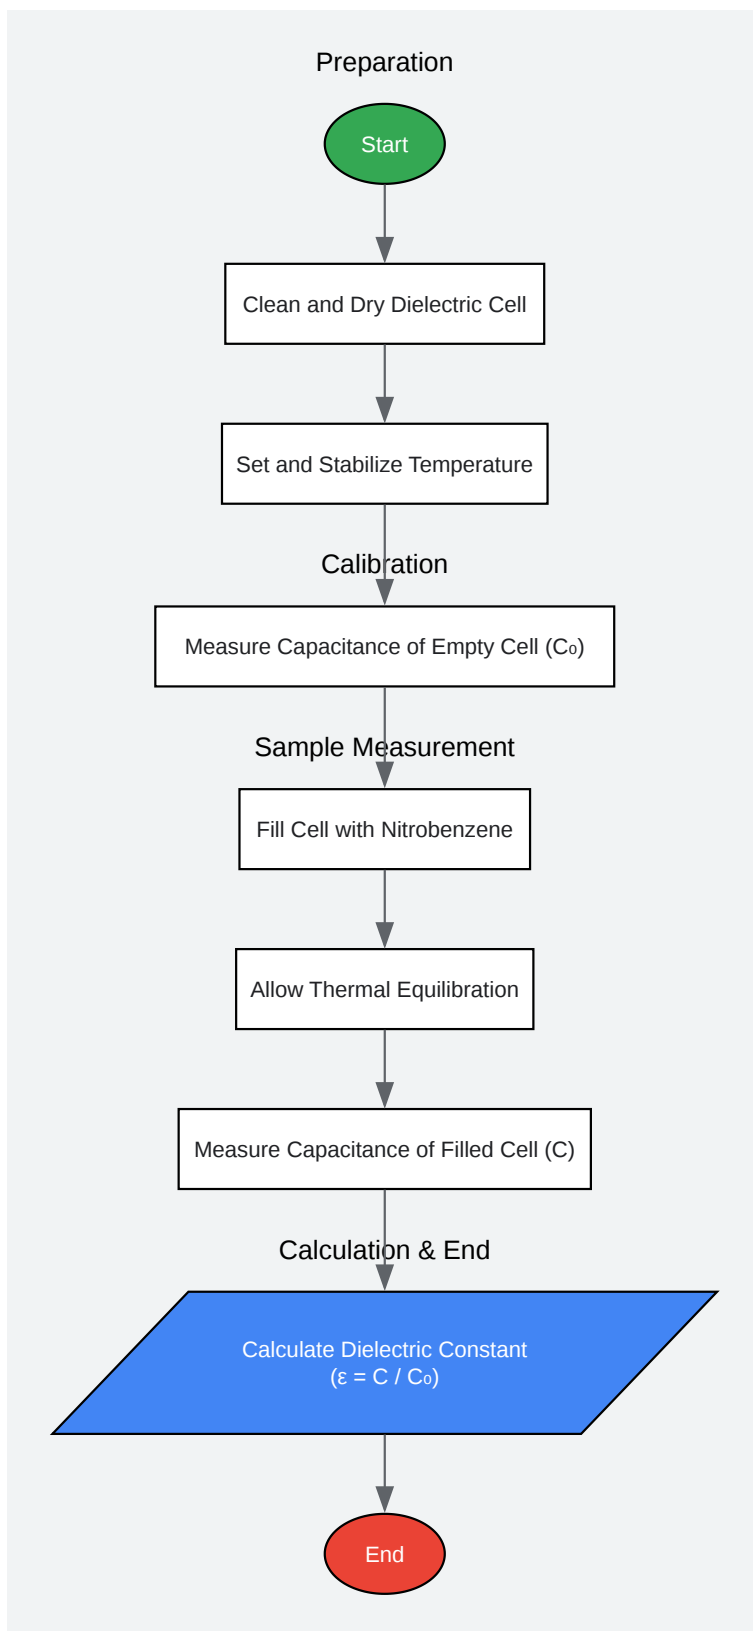 Preparation
Start
Clean and Dry Dielectric Cell
Set and Stabilize Temperature
Calibration
Measure Capacitance of Empty Cell (C₀)
Sample Measurement
Fill Cell with Nitrobenzene
Allow Thermal Equilibration
Measure Capacitance of Filled Cell (C)
Calculation & End
Calculate Dielectric Constant
(ε = C / C₀)
End